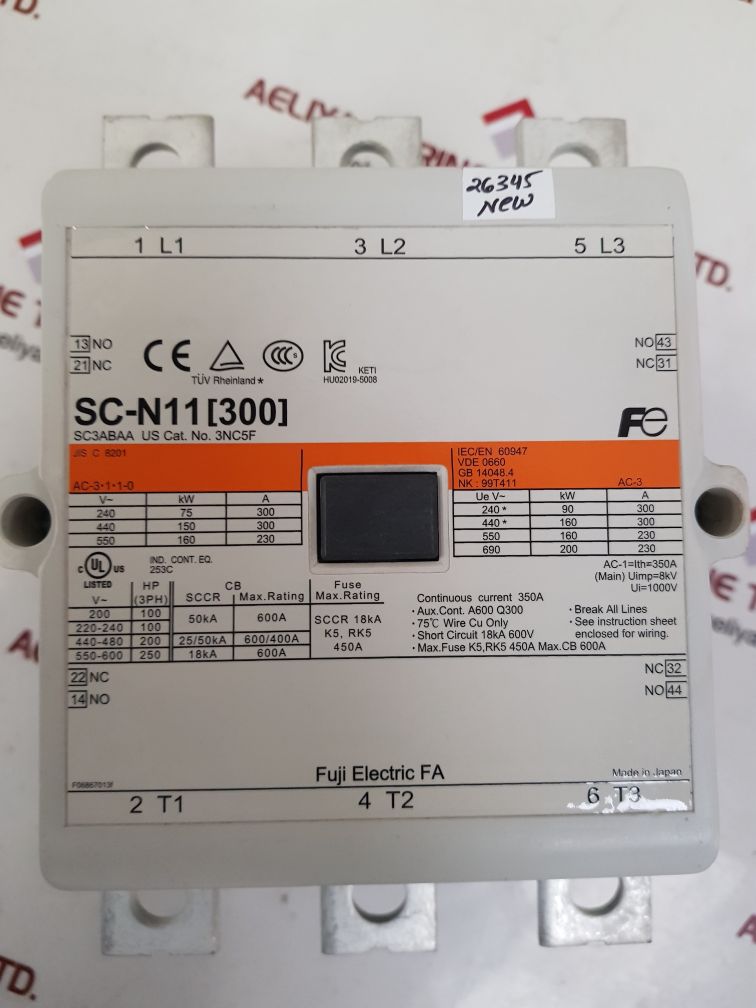 26345
New
1 L1 3 L2 5 L3
13 NO
21 NC
NO 43
NC 31
CE
TÜV Rheinland*
CCC S
KC
KETI
HU02019-5008
SC-N11[300]
SC3ABAA US Cat. No. 3NC5F
Fe
JIS C 8201
AC-3·1·1-0
V~ kW A
240 75 300
440 150 300
550 160 230
IEC/EN 60947
VDE 0660
GB 14048.4
NK : 99T411 AC-3
Ue V~ kW A
240 * 90 300
440 * 160 300
550 160 230
690 200 230
AC-1=Ith=350A
(Main) Uimp=8kV
Ui=1000V
c UL us
LISTED
IND. CONT. EQ.
253C
V~ HP (3PH) CB SCCR Max.Rating Fuse Max.Rating
200 100 50kA 600A SCCR 18kA
220-240 100 K5, RK5
440-480 200 25/50kA 600/400A 450A
550-600 250 18kA 600A
Continuous current 350A
·Aux.Cont. A600 Q300
·75℃ Wire Cu Only
·Short Circuit 18kA 600V
·Max.Fuse K5,RK5 450A Max.CB 600A
·Break All Lines
·See instruction sheet
enclosed for wiring.
22 NC
14 NO
NC 32
NO 44
Fuji Electric FA
Made in Japan
F06867013f
2 T1 4 T2 6 T3